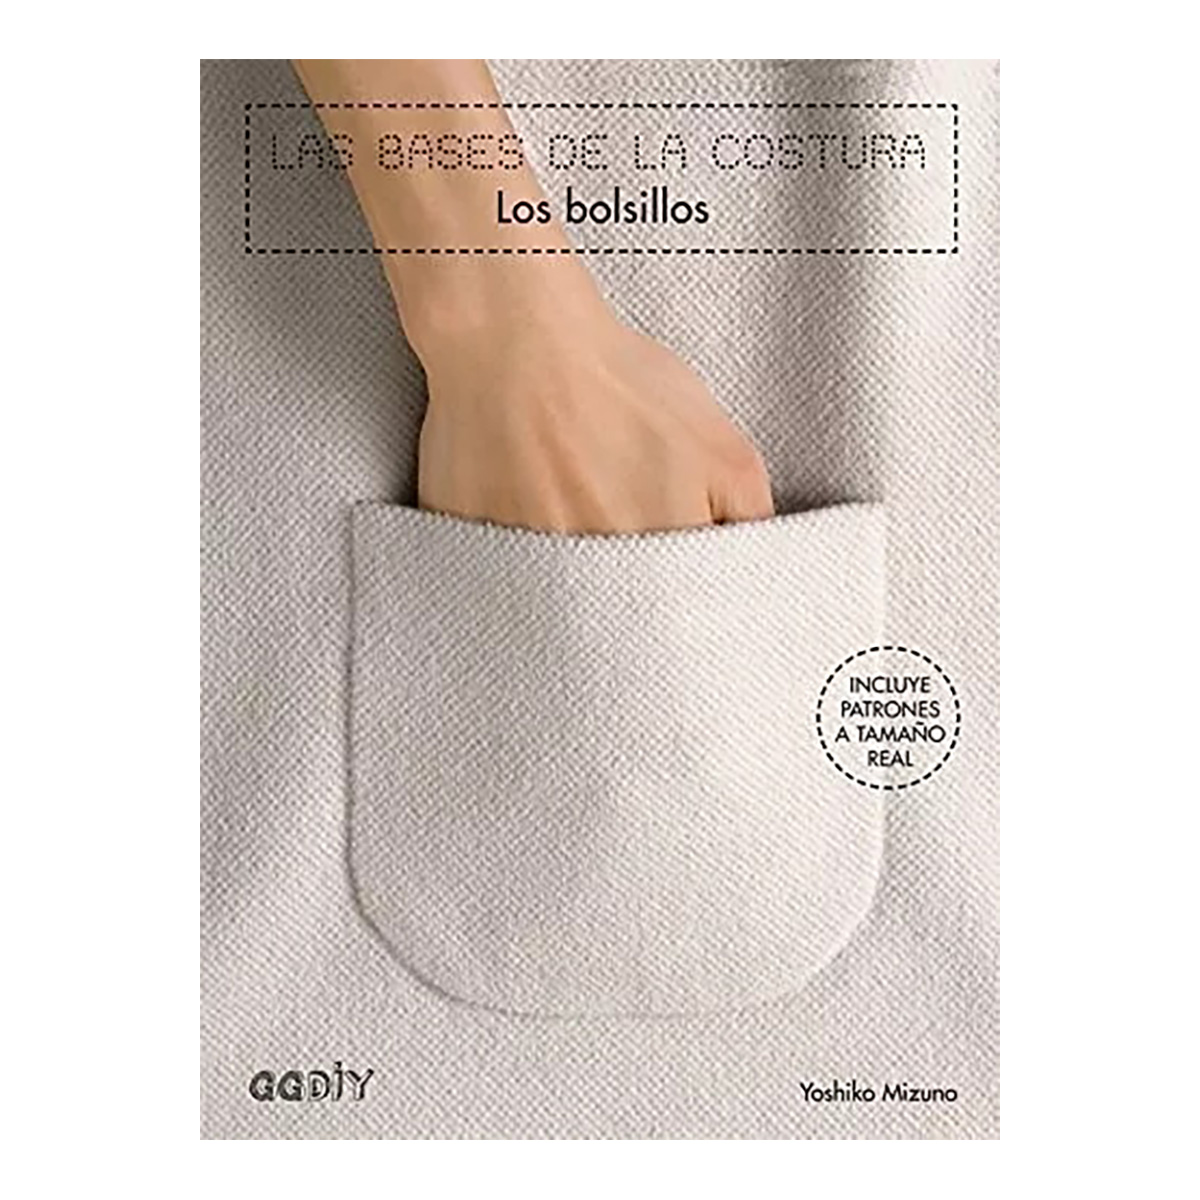 LAS BASES DE LA COSTURA
Los bolsillos
INCLUYE
PATRONES
A TAMAÑO
REAL
GGDIY
Yoshiko Mizuno